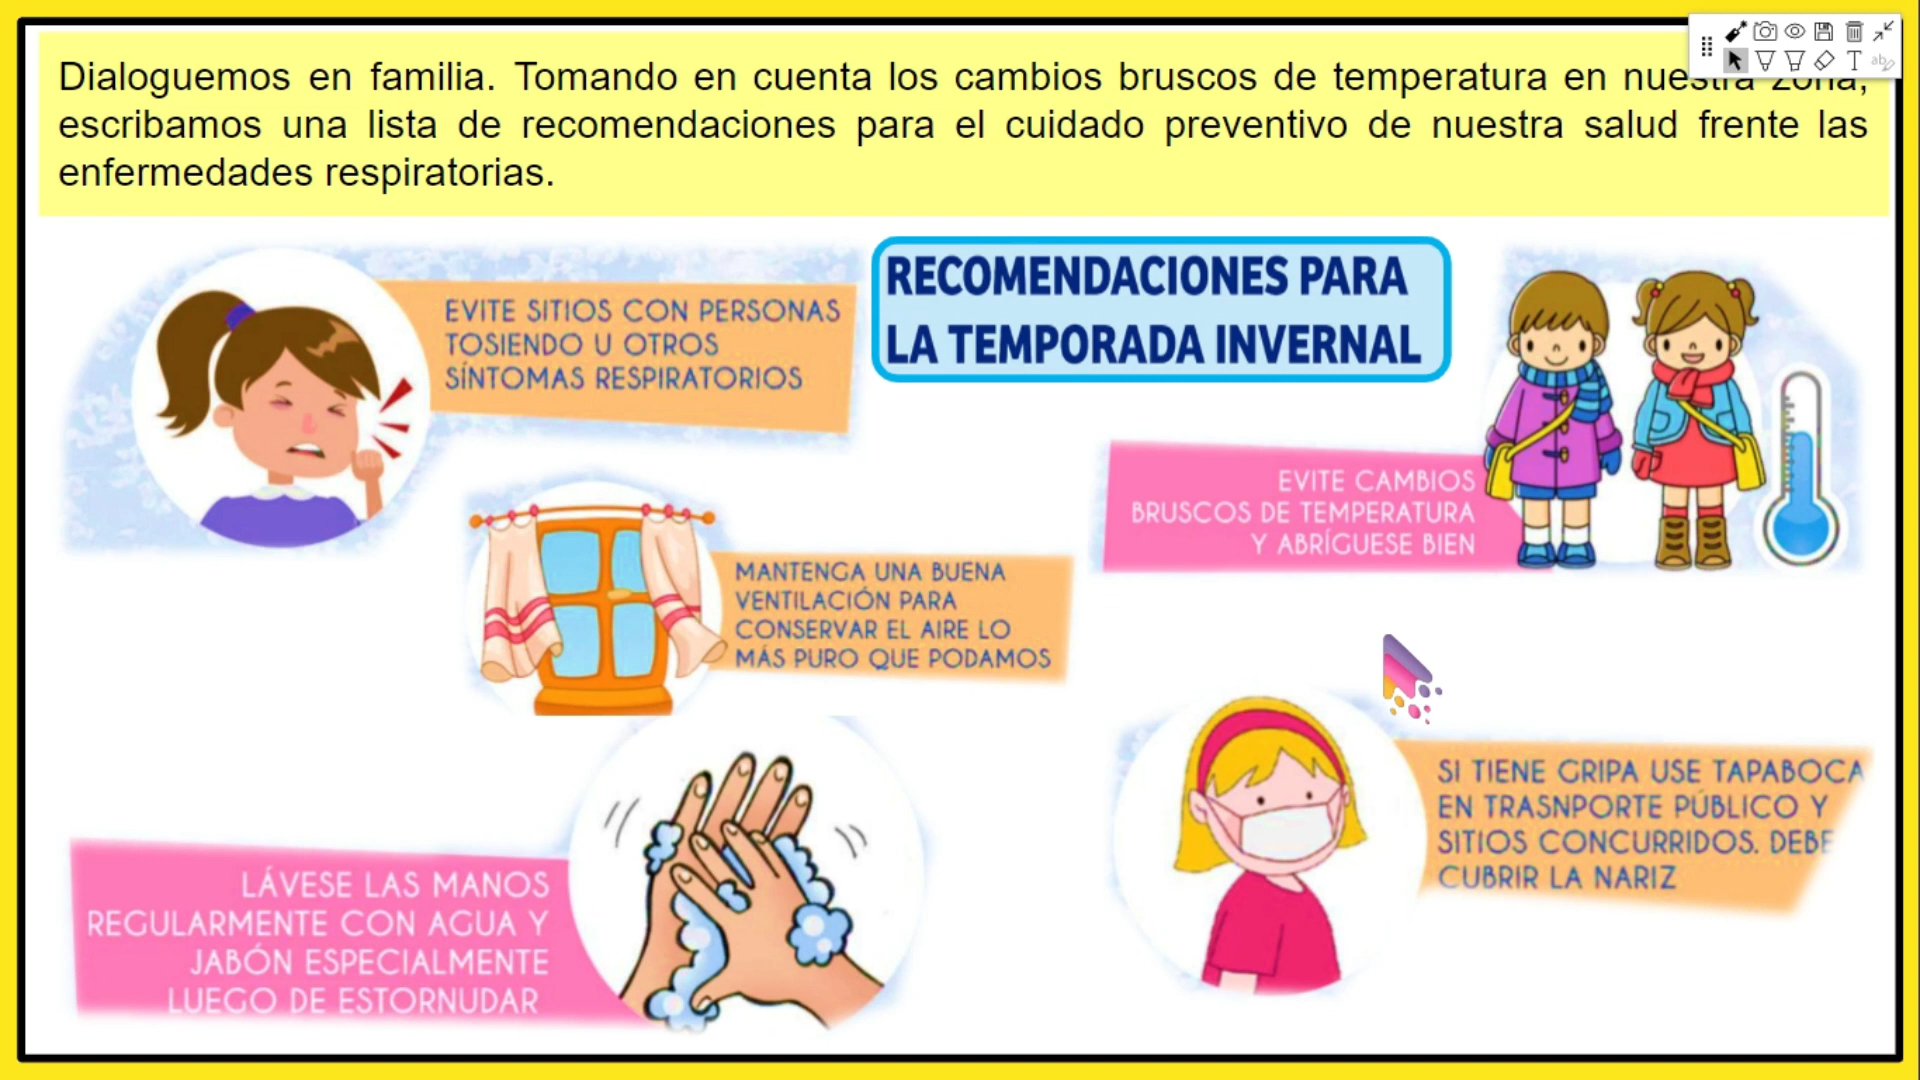 Dialoguemos en familia. Tomando en cuenta los cambios bruscos de temperatura en nuestra zona,
escribamos una lista de recomendaciones para el cuidado preventivo de nuestra salud frente las
enfermedades respiratorias.
RECOMENDACIONES PARA
LA TEMPORADA INVERNAL
EVITE SITIOS CON PERSONAS
TOSIENDO U OTROS
SÍNTOMAS RESPIRATORIOS
EVITE CAMBIOS
BRUSCOS DE TEMPERATURA
Y ABRÍGUESE BIEN
MANTENGA UNA BUENA
VENTILACIÓN PARA
CONSERVAR EL AIRE LO
MÁS PURO QUE PODAMOS
SI TIENE GRIPA USE TAPABOCA
EN TRASNPORTE PÚBLICO Y
SITIOS CONCURRIDOS. DEBE
CUBRIR LA NARIZ
LÁVESE LAS MANOS
REGULARMENTE CON AGUA Y
JABÓN ESPECIALMENTE
LUEGO DE ESTORNUDAR